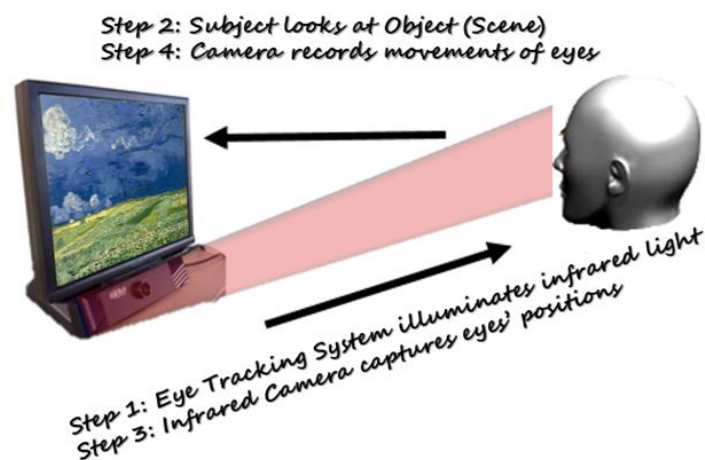 Step 2: Subject looks at Object (Scene)
Step 4: Camera records movements of eyes
Step 1: Eye Tracking System illuminates infrared light
Step 3: Infrared Camera captures eyes' positions